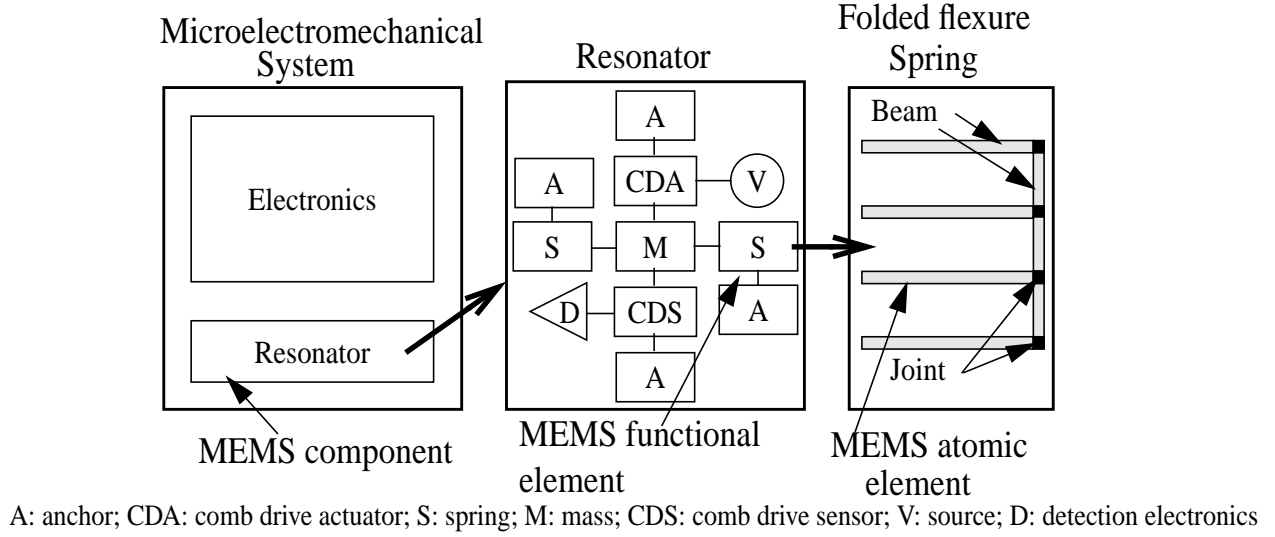 Microelectromechanical
System
Electronics
Resonator
MEMS component
Resonator
A
A
CDA
V
S
M
S
D
CDS
A
A
MEMS functional
element
Folded flexure
Spring
Beam
Joint
MEMS atomic
element
A: anchor; CDA: comb drive actuator; S: spring; M: mass; CDS: comb drive sensor; V: source; D: detection electronics